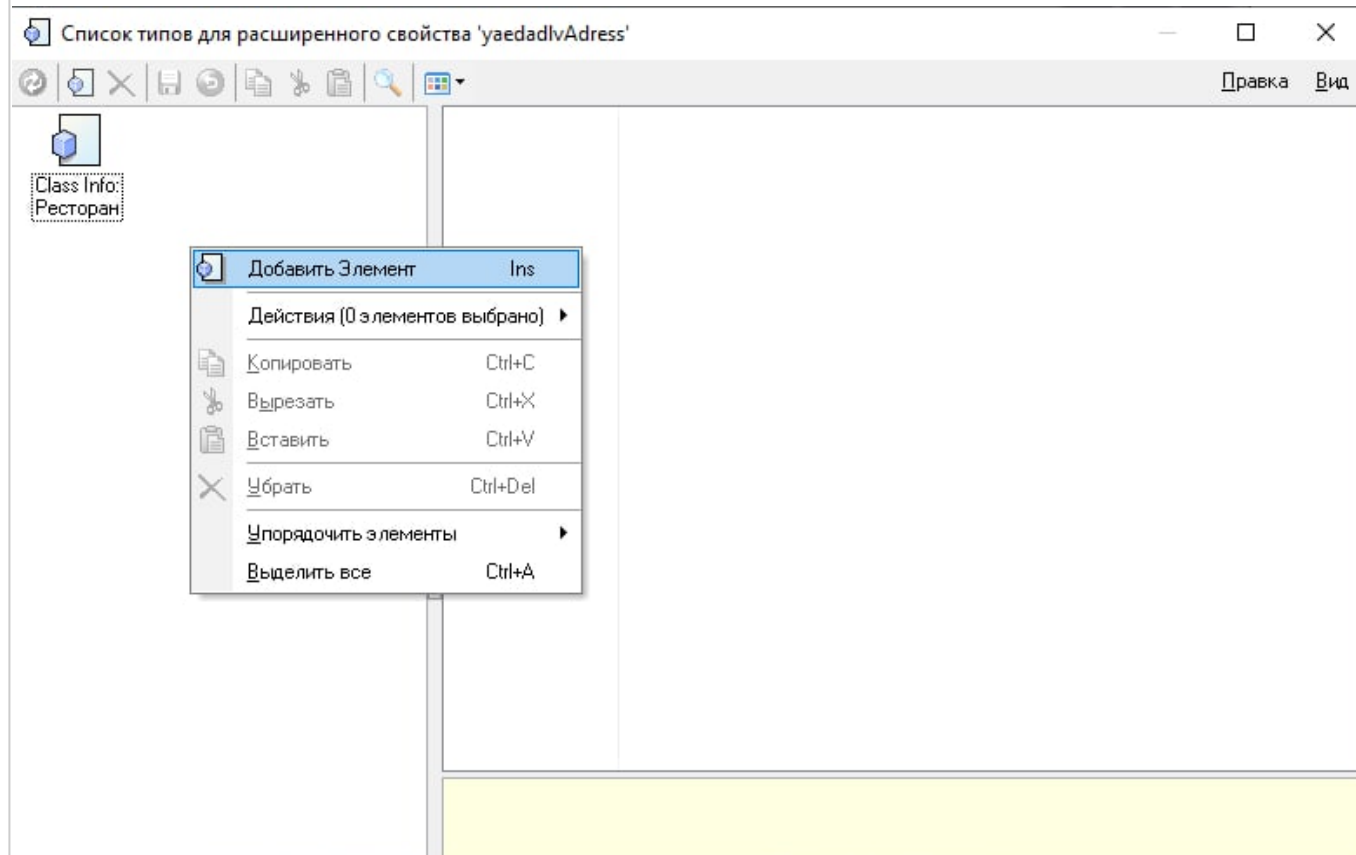 Список типов для расширенного свойства 'yaedadlvAdress'
Правка Вид
Class Info:
Ресторан
Добавить Элемент Ins
Действия (0 элементов выбрано)
Копировать Ctrl+C
Вырезать Ctrl+X
Вставить Ctrl+V
Убрать Ctrl+Del
Упорядочить элементы
Выделить все Ctrl+A